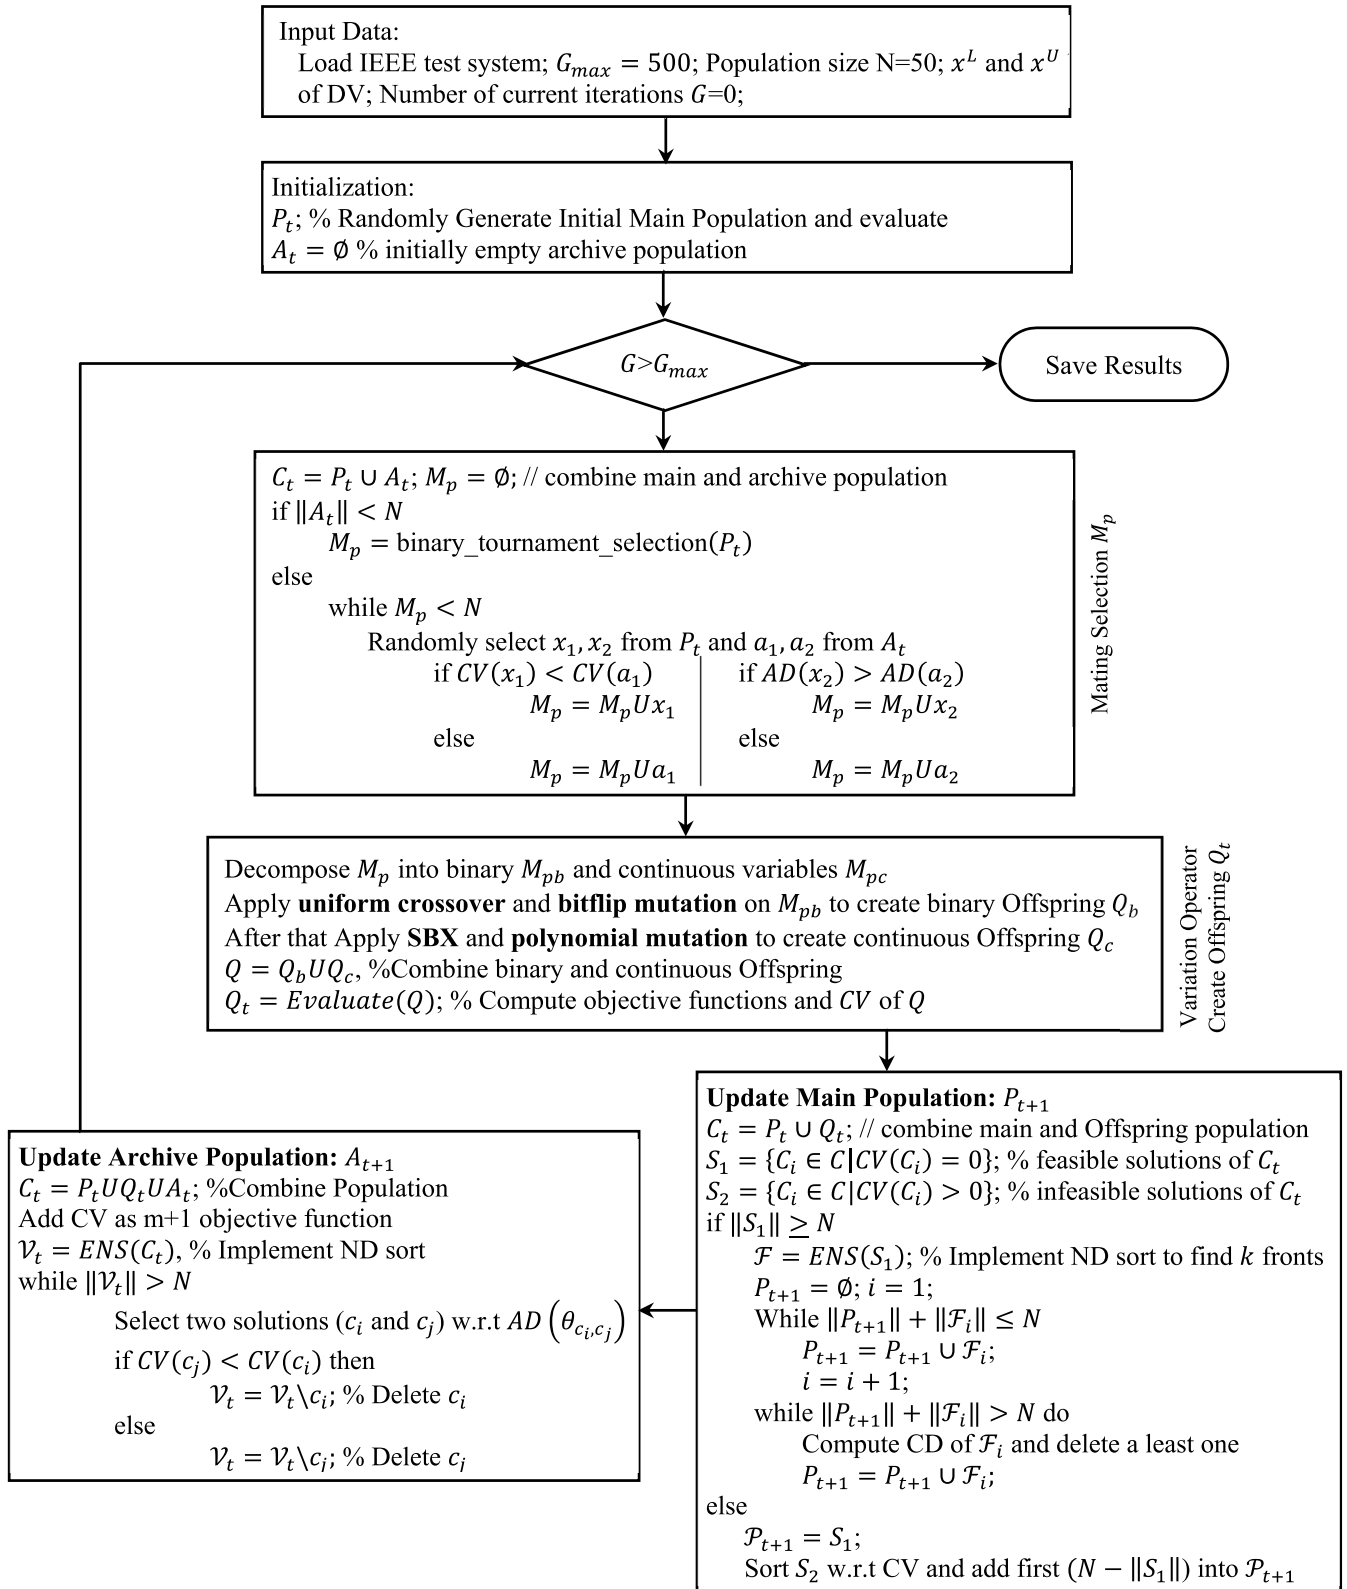 Input Data:
Load IEEE test system; $G_{max} = 500$; Population size N=50; $x^L$ and $x^U$
of DV; Number of current iterations $G$=0;
Initialization:
$P_t$; % Randomly Generate Initial Main Population and evaluate
$A_t = \emptyset$ % initially empty archive population
$G$>$G_{max}$
Save Results
$C_t = P_t \cup A_t$; $M_p = \emptyset$; // combine main and archive population
if $\|A_t\| < N$
$M_p$ = binary_tournament_selection($P_t$)
else
while $M_p < N$
Randomly select $x_1, x_2$ from $P_t$ and $a_1, a_2$ from $A_t$
if $CV(x_1) < CV(a_1)$
$M_p = M_p U x_1$
else
$M_p = M_p U a_1$
if $AD(x_2) > AD(a_2)$
$M_p = M_p U x_2$
else
$M_p = M_p U a_2$
Mating Selection $M_p$
Decompose $M_p$ into binary $M_{pb}$ and continuous variables $M_{pc}$
Apply uniform crossover and bitflip mutation on $M_{pb}$ to create binary Offspring $Q_b$
After that Apply SBX and polynomial mutation to create continuous Offspring $Q_c$
$Q = Q_b U Q_c$, %Combine binary and continuous Offspring
$Q_t = Evaluate(Q)$; % Compute objective functions and $CV$ of $Q$
Variation Operator
Create Offspring $Q_t$
Update Main Population: $P_{t+1}$
$C_t = P_t \cup Q_t$; // combine main and Offspring population
$S_1 = \{C_i \in C | CV(C_i) = 0\}$; % feasible solutions of $C_t$
$S_2 = \{C_i \in C | CV(C_i) > 0\}$; % infeasible solutions of $C_t$
if $\|S_1\| \geq N$
$\mathcal{F} = ENS(S_1)$; % Implement ND sort to find $k$ fronts
$P_{t+1} = \emptyset$; $i = 1$;
While $\|P_{t+1}\| + \|\mathcal{F}_i\| \leq N$
$P_{t+1} = P_{t+1} \cup \mathcal{F}_i$;
$i = i + 1$;
while $\|P_{t+1}\| + \|\mathcal{F}_i\| > N$ do
Compute CD of $\mathcal{F}_i$ and delete a least one
$P_{t+1} = P_{t+1} \cup \mathcal{F}_i$;
else
$\mathcal{P}_{t+1} = S_1$;
Sort $S_2$ w.r.t CV and add first $(N - \|S_1\|)$ into $\mathcal{P}_{t+1}$
Update Archive Population: $A_{t+1}$
$C_t = P_t U Q_t U A_t$; %Combine Population
Add CV as m+1 objective function
$\mathcal{V}_t = ENS(C_t)$, % Implement ND sort
while $\|\mathcal{V}_t\| > N$
Select two solutions ($c_i$ and $c_j$) w.r.t $AD\left(\theta_{c_i,c_j}\right)$
if $CV(c_j) < CV(c_i)$ then
$\mathcal{V}_t = \mathcal{V}_t \backslash c_i$; % Delete $c_i$
else
$\mathcal{V}_t = \mathcal{V}_t \backslash c_j$; % Delete $c_j$